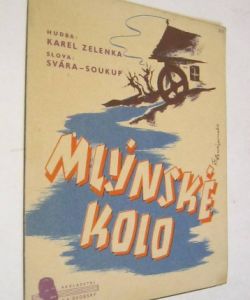 HUDBA:
KAREL ZELENKA
SLOVA:
SVÁRA-SOUKUP
MLÝNSKÉ
KOLO